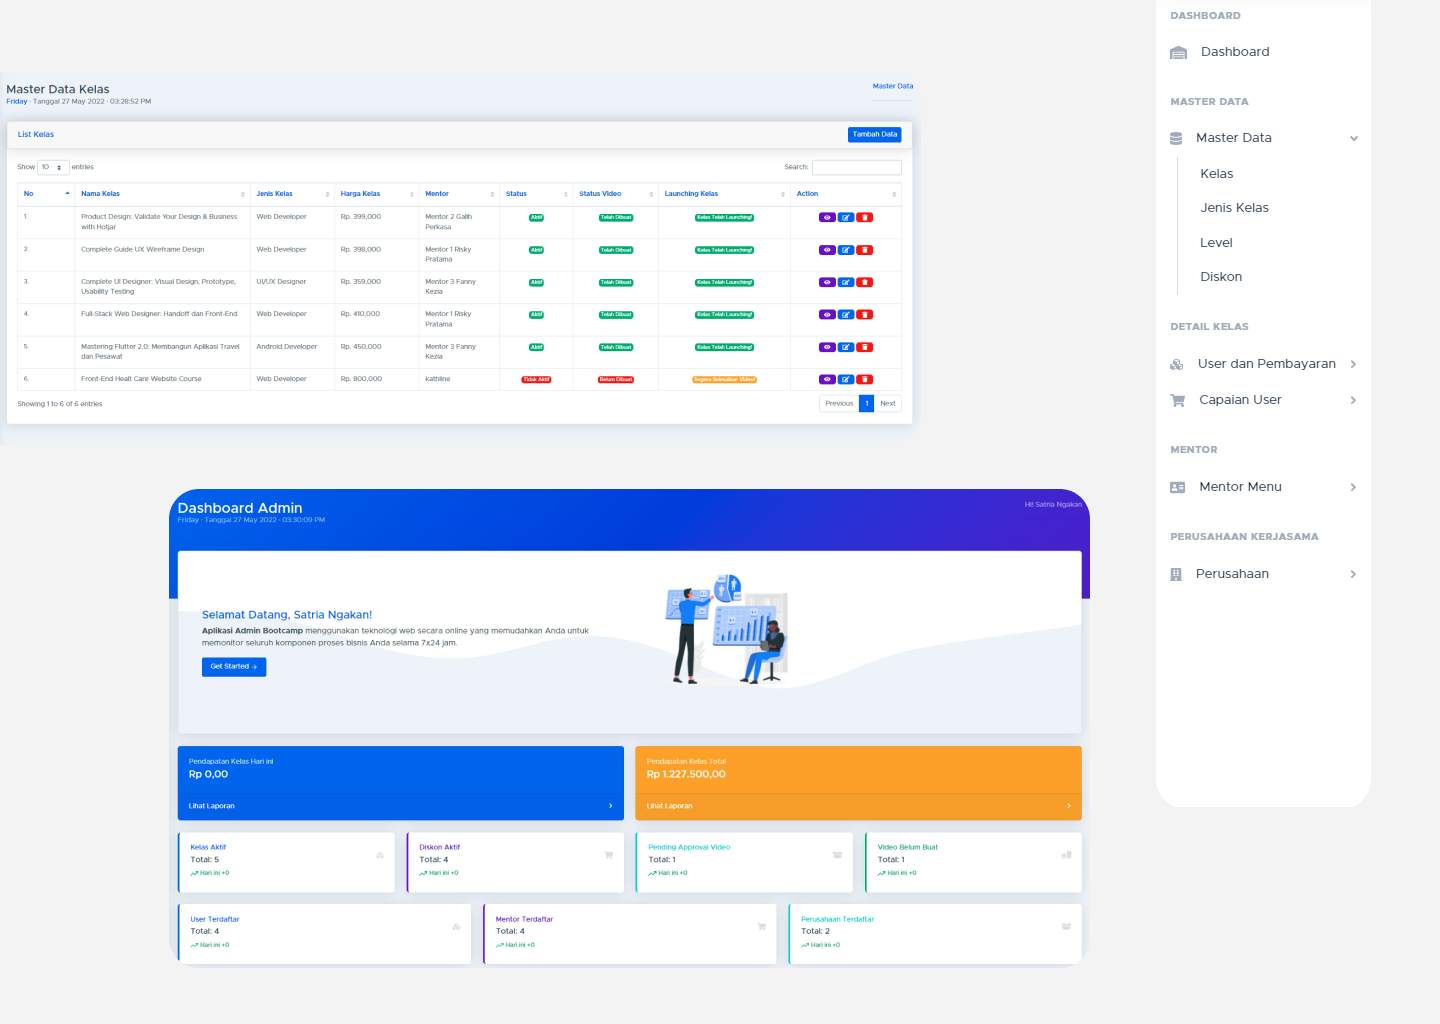 Master Data Kelas
Friday · Tanggal 27 May 2022 · 03:28:52 PM
Master Data
List Kelas
Tambah Data
Show 10 entries
Search:
No Nama Kelas Jenis Kelas Harga Kelas Mentor Status Status Video Launching Kelas Action
1. Product Design: Validate Your Design & Business with Hotjar Web Developer Rp. 399,000 Mentor 2 Galih Perkasa Aktif Telah Dibuat Kelas Telah Launching!
2. Complete Guide UX Wireframe Design Web Developer Rp. 398,000 Mentor 1 Risky Pratama Aktif Telah Dibuat Kelas Telah Launching!
3. Complete UI Designer: Visual Design, Prototype, Usability Testing UI/UX Designer Rp. 359,000 Mentor 3 Fanny Kezia Aktif Telah Dibuat Kelas Telah Launching!
4. Full-Stack Web Designer: Handoff dan Front-End Web Developer Rp. 410,000 Mentor 1 Risky Pratama Aktif Telah Dibuat Kelas Telah Launching!
5. Mastering Flutter 2.0: Membangun Aplikasi Travel dan Pesawat Android Developer Rp. 450,000 Mentor 3 Fanny Kezia Aktif Telah Dibuat Kelas Telah Launching!
6. Front-End Healt Care Website Course Web Developer Rp. 800,000 kathline Tidak Aktif Belum Dibuat Segera Selesaikan Video!
Showing 1 to 6 of 6 entries
Previous 1 Next
DASHBOARD
Dashboard
MASTER DATA
Master Data
Kelas
Jenis Kelas
Level
Diskon
DETAIL KELAS
User dan Pembayaran
Capaian User
MENTOR
Mentor Menu
PERUSAHAAN KERJASAMA
Perusahaan
Dashboard Admin
Friday · Tanggal 27 May 2022 · 03:30:09 PM
Hi! Satria Ngakan
Selamat Datang, Satria Ngakan!
Aplikasi Admin Bootcamp menggunakan teknologi web secara online yang memudahkan Anda untuk
memonitor seluruh komponen proses bisnis Anda selama 7x24 jam.
Get Started →
Pendapatan Kelas Hari ini
Rp 0,00
Lihat Laporan
Pendapatan Kelas Total
Rp 1.227.500,00
Lihat Laporan
Kelas Aktif
Total: 5
Hari ini +0
Diskon Aktif
Total: 4
Hari ini +0
Pending Approval Video
Total: 1
Hari ini +0
Video Belum Buat
Total: 1
Hari ini +0
User Terdaftar
Total: 4
Hari ini +0
Mentor Terdaftar
Total: 4
Hari ini +0
Perusahaan Terdaftar
Total: 2
Hari ini +0